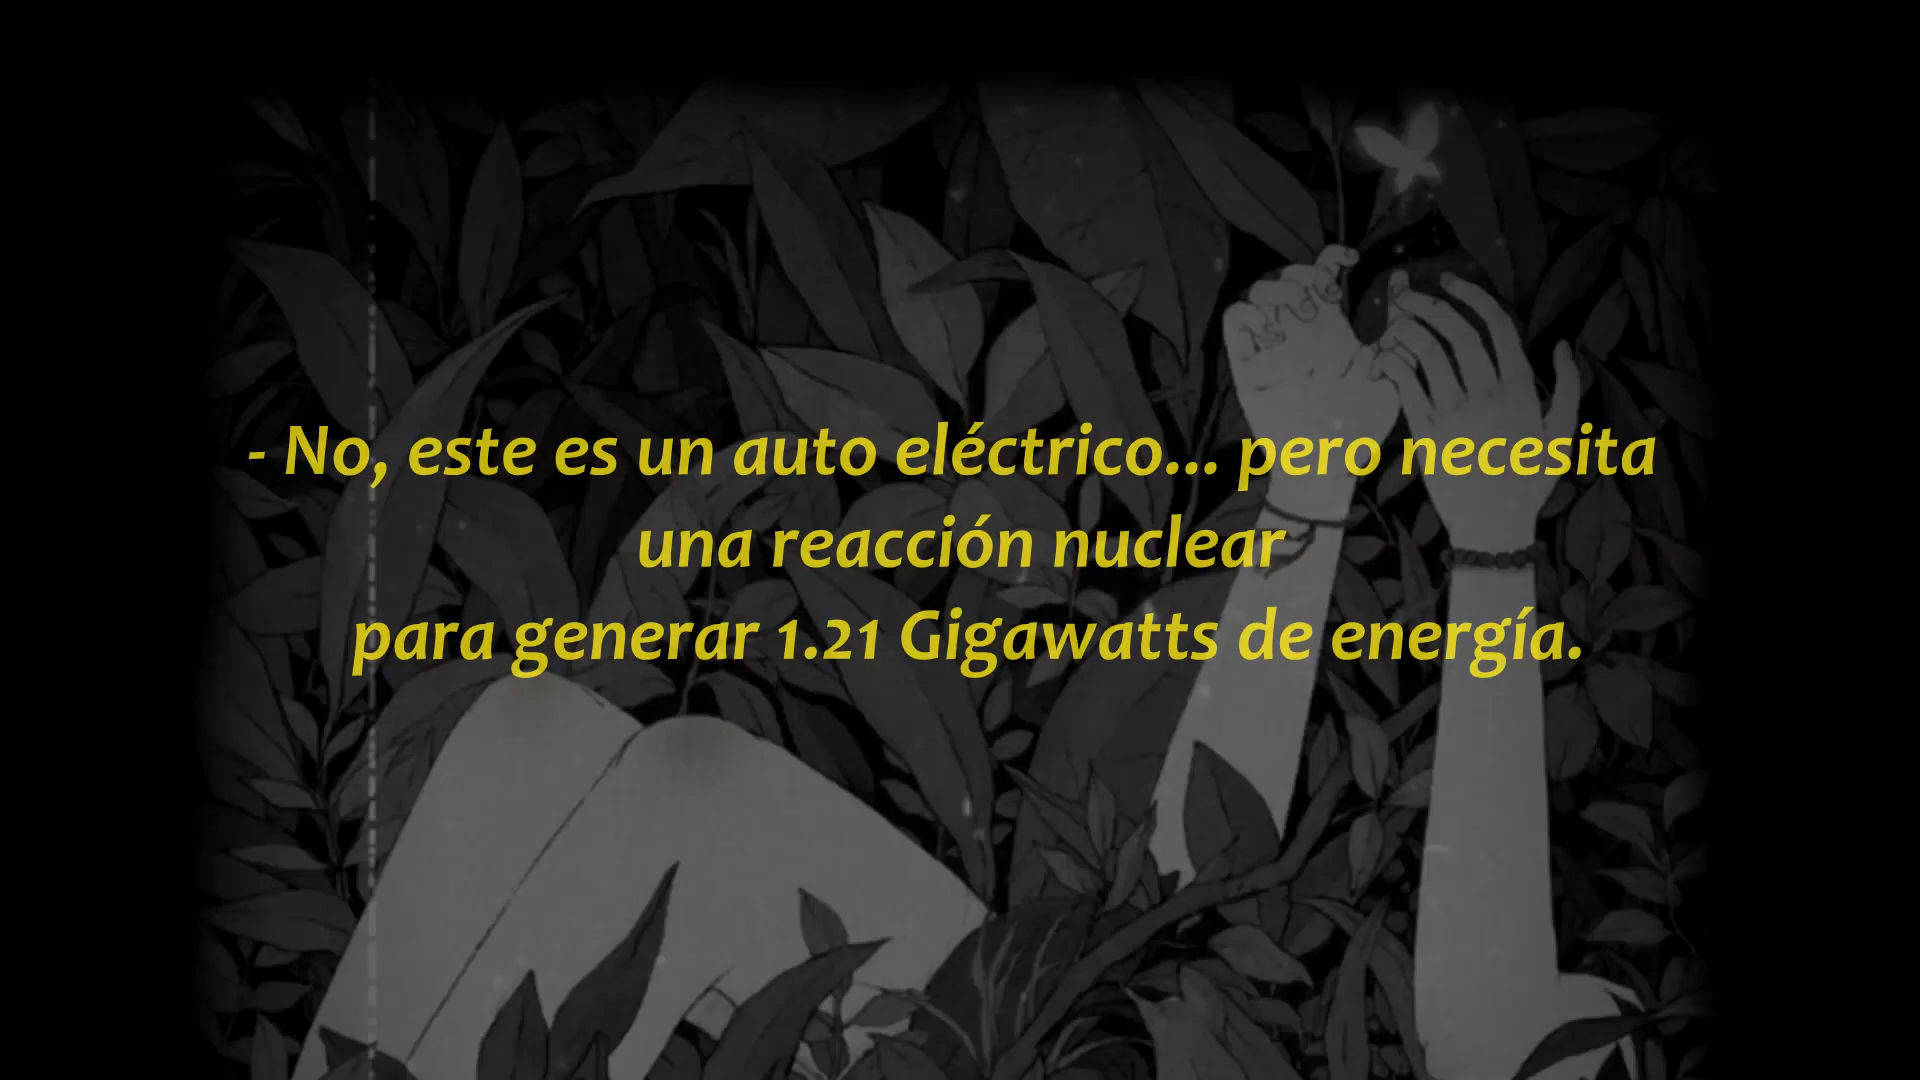 - No, este es un auto eléctrico... pero necesita
una reacción nuclear
para generar 1.21 Gigawatts de energía.